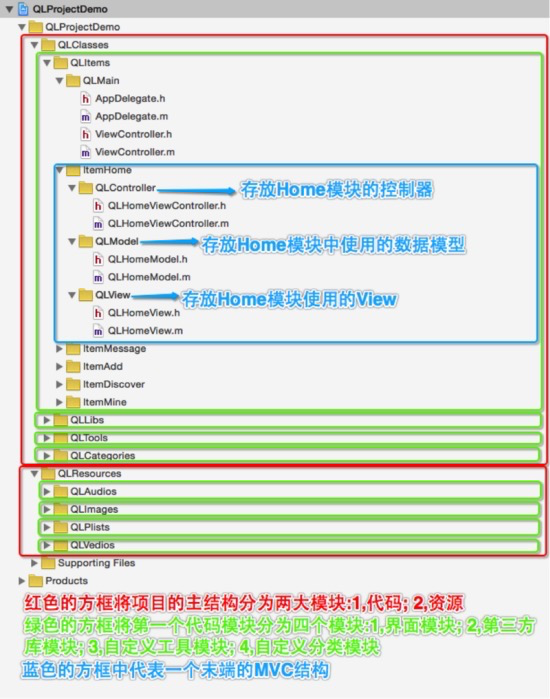 QLProjectDemo
QLProjectDemo
QLClasses
QLItems
QLMain
h AppDelegate.h
m AppDelegate.m
h ViewController.h
m ViewController.m
ItemHome
QLController 存放Home模块的控制器
h QLHomeViewController.h
m QLHomeViewController.m
QLModel 存放Home模块中使用的数据模型
h QLHomeModel.h
m QLHomeModel.m
QLView 存放Home模块使用的View
h QLHomeView.h
m QLHomeView.m
ItemMessage
ItemAdd
ItemDiscover
ItemMine
QLLibs
QLTools
QLCategories
QLResources
QLAudios
QLImages
QLPlists
QLVedios
Supporting Files
Products
红色的方框将项目的主结构分为两大模块:1,代码; 2,资源
绿色的方框将第一个代码模块分为四个模块:1,界面模块; 2,第三方
库模块; 3,自定义工具模块; 4,自定义分类模块
蓝色的方框中代表一个末端的MVC结构